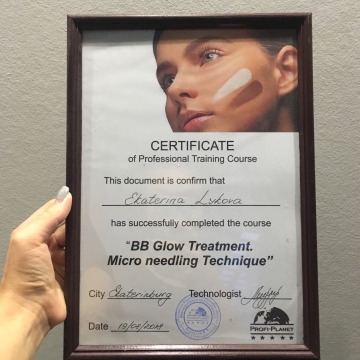 CERTIFICATE
of Professional Training Course
This document is confirm that
Ekaterina Lykova
has successfully completed the course
"BB Glow Treatment.
Micro needling Technique"
City Ekaterinburg Technologist
Date 19/02/2019
PROFI-PLANET